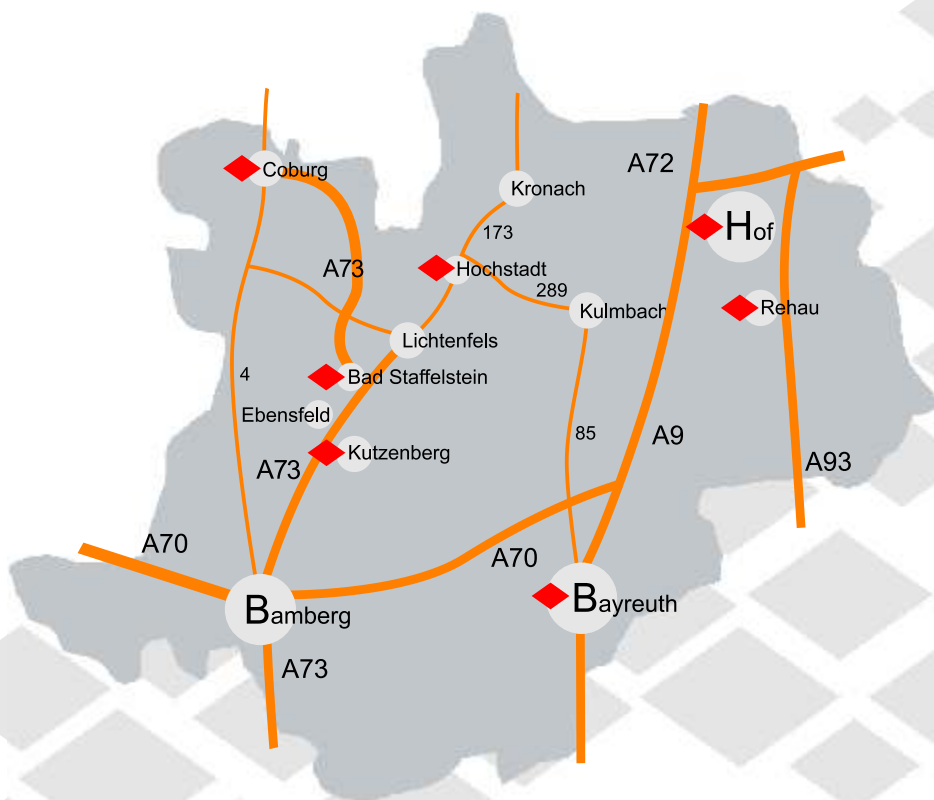 A72
Coburg
Kronach
Hof
173
A73
Hochstadt
289
Rehau
Kulmbach
Lichtenfels
4
Bad Staffelstein
Ebensfeld
85
A9
Kutzenberg
A73
A93
A70
A70
Bamberg
Bayreuth
A73